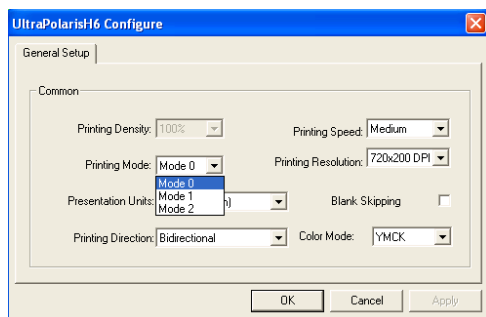 UltraPolarisH6 Configure
General Setup
Common
Printing Density: 100%
Printing Speed: Medium
Printing Mode: Mode 0
Printing Resolution: 720x200 DPI
Mode 0
Mode 1
Mode 2
Presentation Units:
Blank Skipping
Printing Direction: Bidirectional
Color Mode: YMCK
OK Cancel Apply